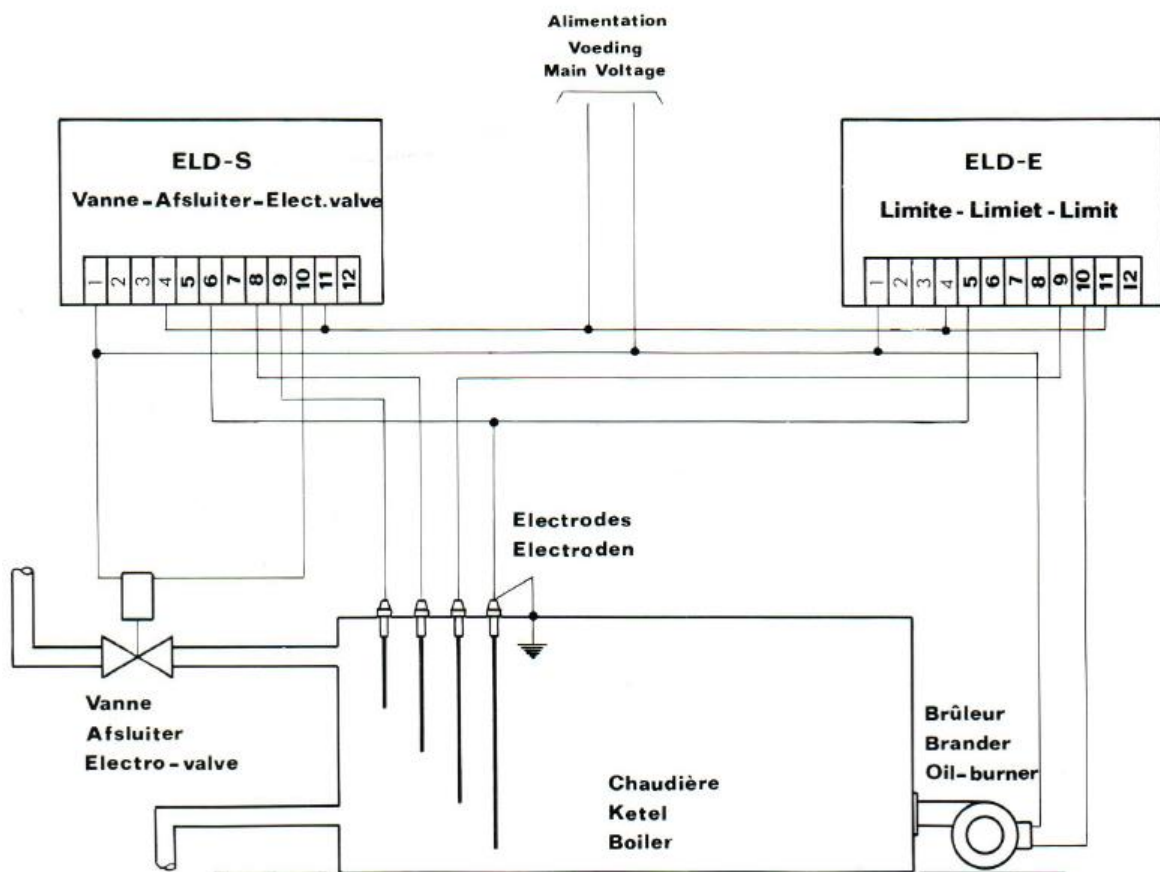 Alimentation
Voeding
Main Voltage
ELD-S
Vanne-Afsluiter-Elect.valve
1 2 3 4 5 6 7 8 9 10 11 12
ELD-E
Limite - Limiet - Limit
1 2 3 4 5 6 7 8 9 10 11 12
Electrodes
Electroden
Vanne
Afsluiter
Electro-valve
Chaudière
Ketel
Boiler
Brûleur
Brander
Oil-burner